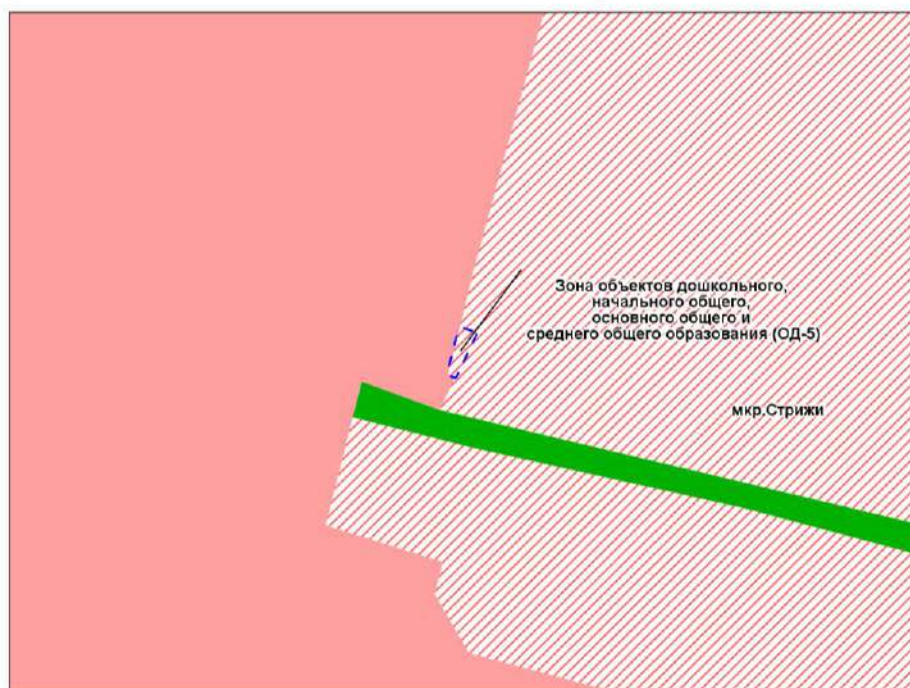 Зона объектов дошкольного,
начального общего,
основного общего и
среднего общего образования (ОД-5)
мкр.Стрижи